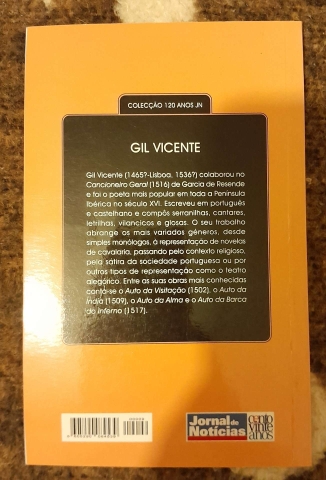 COLECÇÃO 120 ANOS JN
GIL VICENTE
Gil Vicente (1465?-Lisboa, 1536?) colaborou no
Cancioneiro Geral (1516) de Garcia de Resende
e foi o poeta mais popular em toda a Península
Ibérica no século XVI. Escreveu em português
e castelhano e compôs serranilhas, cantares,
letrilhas, vilancicos e glosas. O seu trabalho
abrange os mais variados géneros, desde
simples monólogos, à representação de novelas
de cavalaria, passando pelo contexto religioso,
pela sátira da sociedade portuguesa ou por
outros tipos de representação como o teatro
alegórico. Entre as suas obras mais conhecidas
conta-se o Auto da Visitação (1502), o Auto da
Índia (1509), o Auto da Alma e o Auto da Barca
do Inferno (1517).
Jornal de
Notícias
cento
vinte
anos